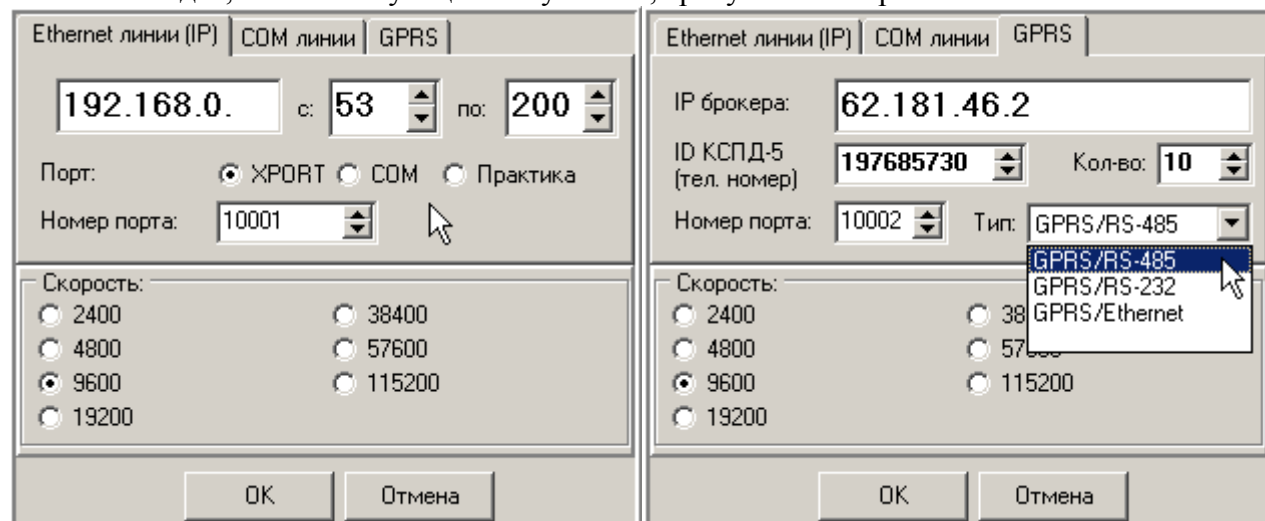 Ethernet линии (IP) COM линии GPRS
192.168.0. с: 53 по: 200
Порт: XPORT COM Практика
Номер порта: 10001
Скорость:
2400 38400
4800 57600
9600 115200
19200
OK Отмена
Ethernet линии (IP) COM линии GPRS
IP брокера: 62.181.46.2
ID КСПД-5
(тел. номер) 197685730 Кол-во: 10
Номер порта: 10002 Тип: GPRS/RS-485
GPRS/RS-485
GPRS/RS-232
GPRS/Ethernet
Скорость:
2400 38
4800
9600 115200
19200
OK Отмена